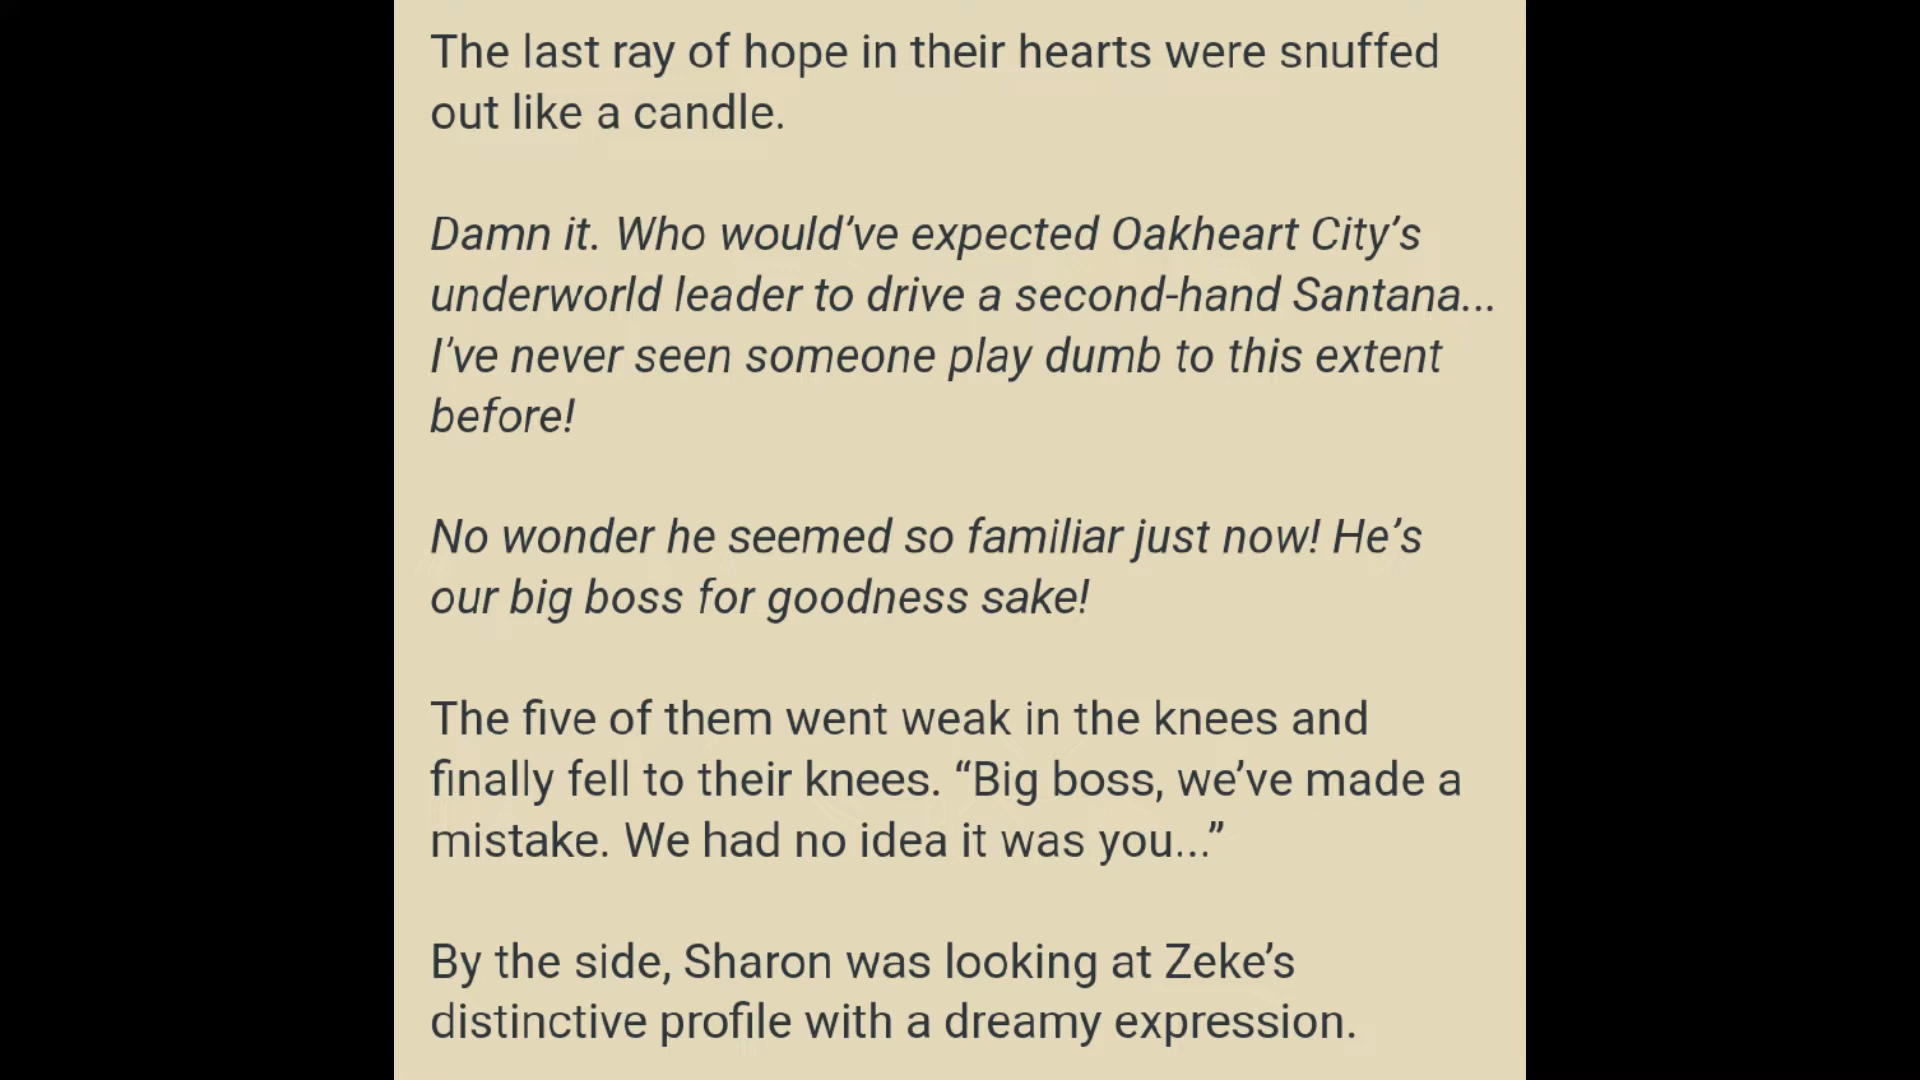 The last ray of hope in their hearts were snuffed
out like a candle.
Damn it. Who would’ve expected Oakheart City’s
underworld leader to drive a second-hand Santana...
I’ve never seen someone play dumb to this extent
before!
No wonder he seemed so familiar just now! He’s
our big boss for goodness sake!
The five of them went weak in the knees and
finally fell to their knees. “Big boss, we’ve made a
mistake. We had no idea it was you...”
By the side, Sharon was looking at Zeke’s
distinctive profile with a dreamy expression.